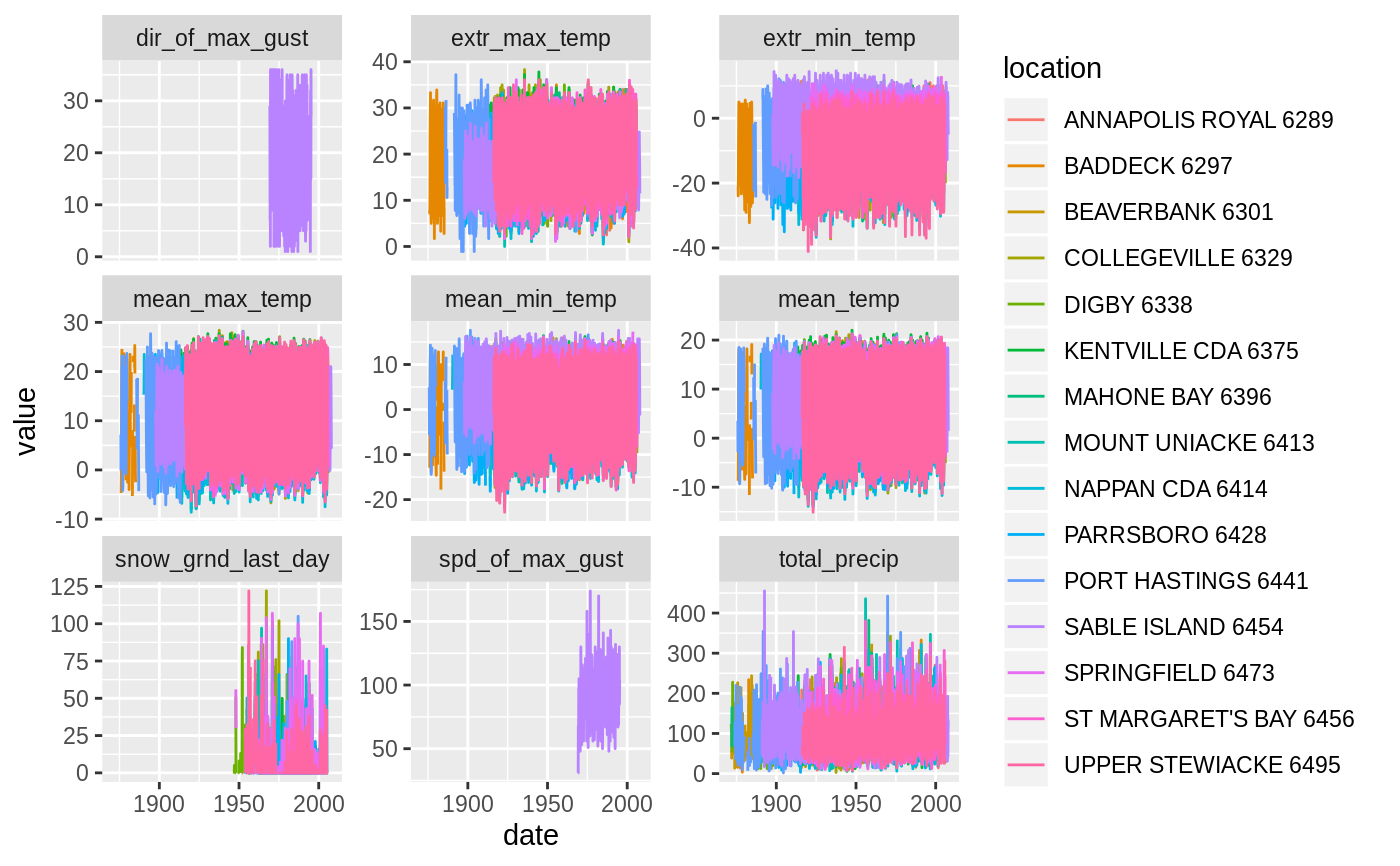 dir_of_max_gust
extr_max_temp
extr_min_temp
30
20
10
0
40
30
20
10
0
0
-20
-40
mean_max_temp
mean_min_temp
mean_temp
30
20
10
0
-10
10
0
-10
-20
20
10
0
-10
snow_grnd_last_day
spd_of_max_gust
total_precip
125
100
75
50
25
0
150
100
50
400
300
200
100
0
1900 1950 2000
1900 1950 2000
1900 1950 2000
date
value
location
ANNAPOLIS ROYAL 6289
BADDECK 6297
BEAVERBANK 6301
COLLEGEVILLE 6329
DIGBY 6338
KENTVILLE CDA 6375
MAHONE BAY 6396
MOUNT UNIACKE 6413
NAPPAN CDA 6414
PARRSBORO 6428
PORT HASTINGS 6441
SABLE ISLAND 6454
SPRINGFIELD 6473
ST MARGARET'S BAY 6456
UPPER STEWIACKE 6495